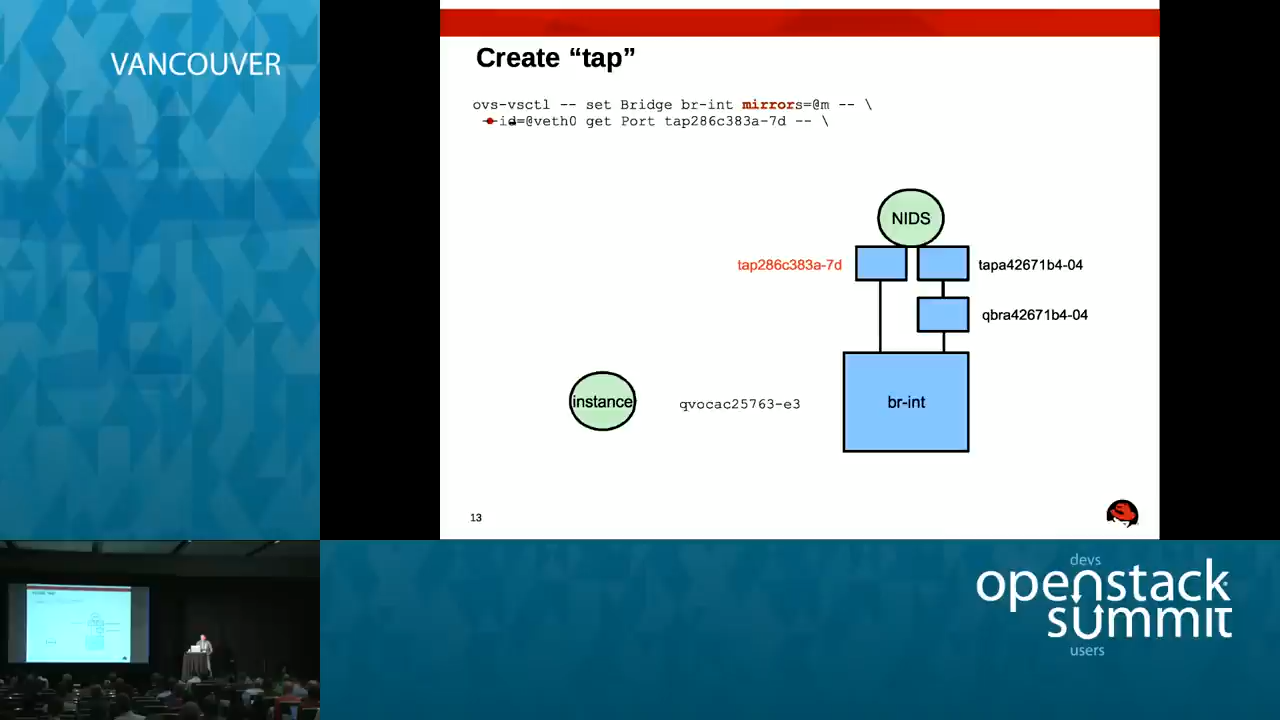 VANCOUVER
Create “tap”
ovs-vsctl -- set Bridge br-int mirrors=@m -- \
--id=@veth0 get Port tap286c383a-7d -- \
NIDS
tap286c383a-7d
tapa42671b4-04
qbra42671b4-04
instance
qvocac25763-e3
br-int
13
devs
openstack
summit
users